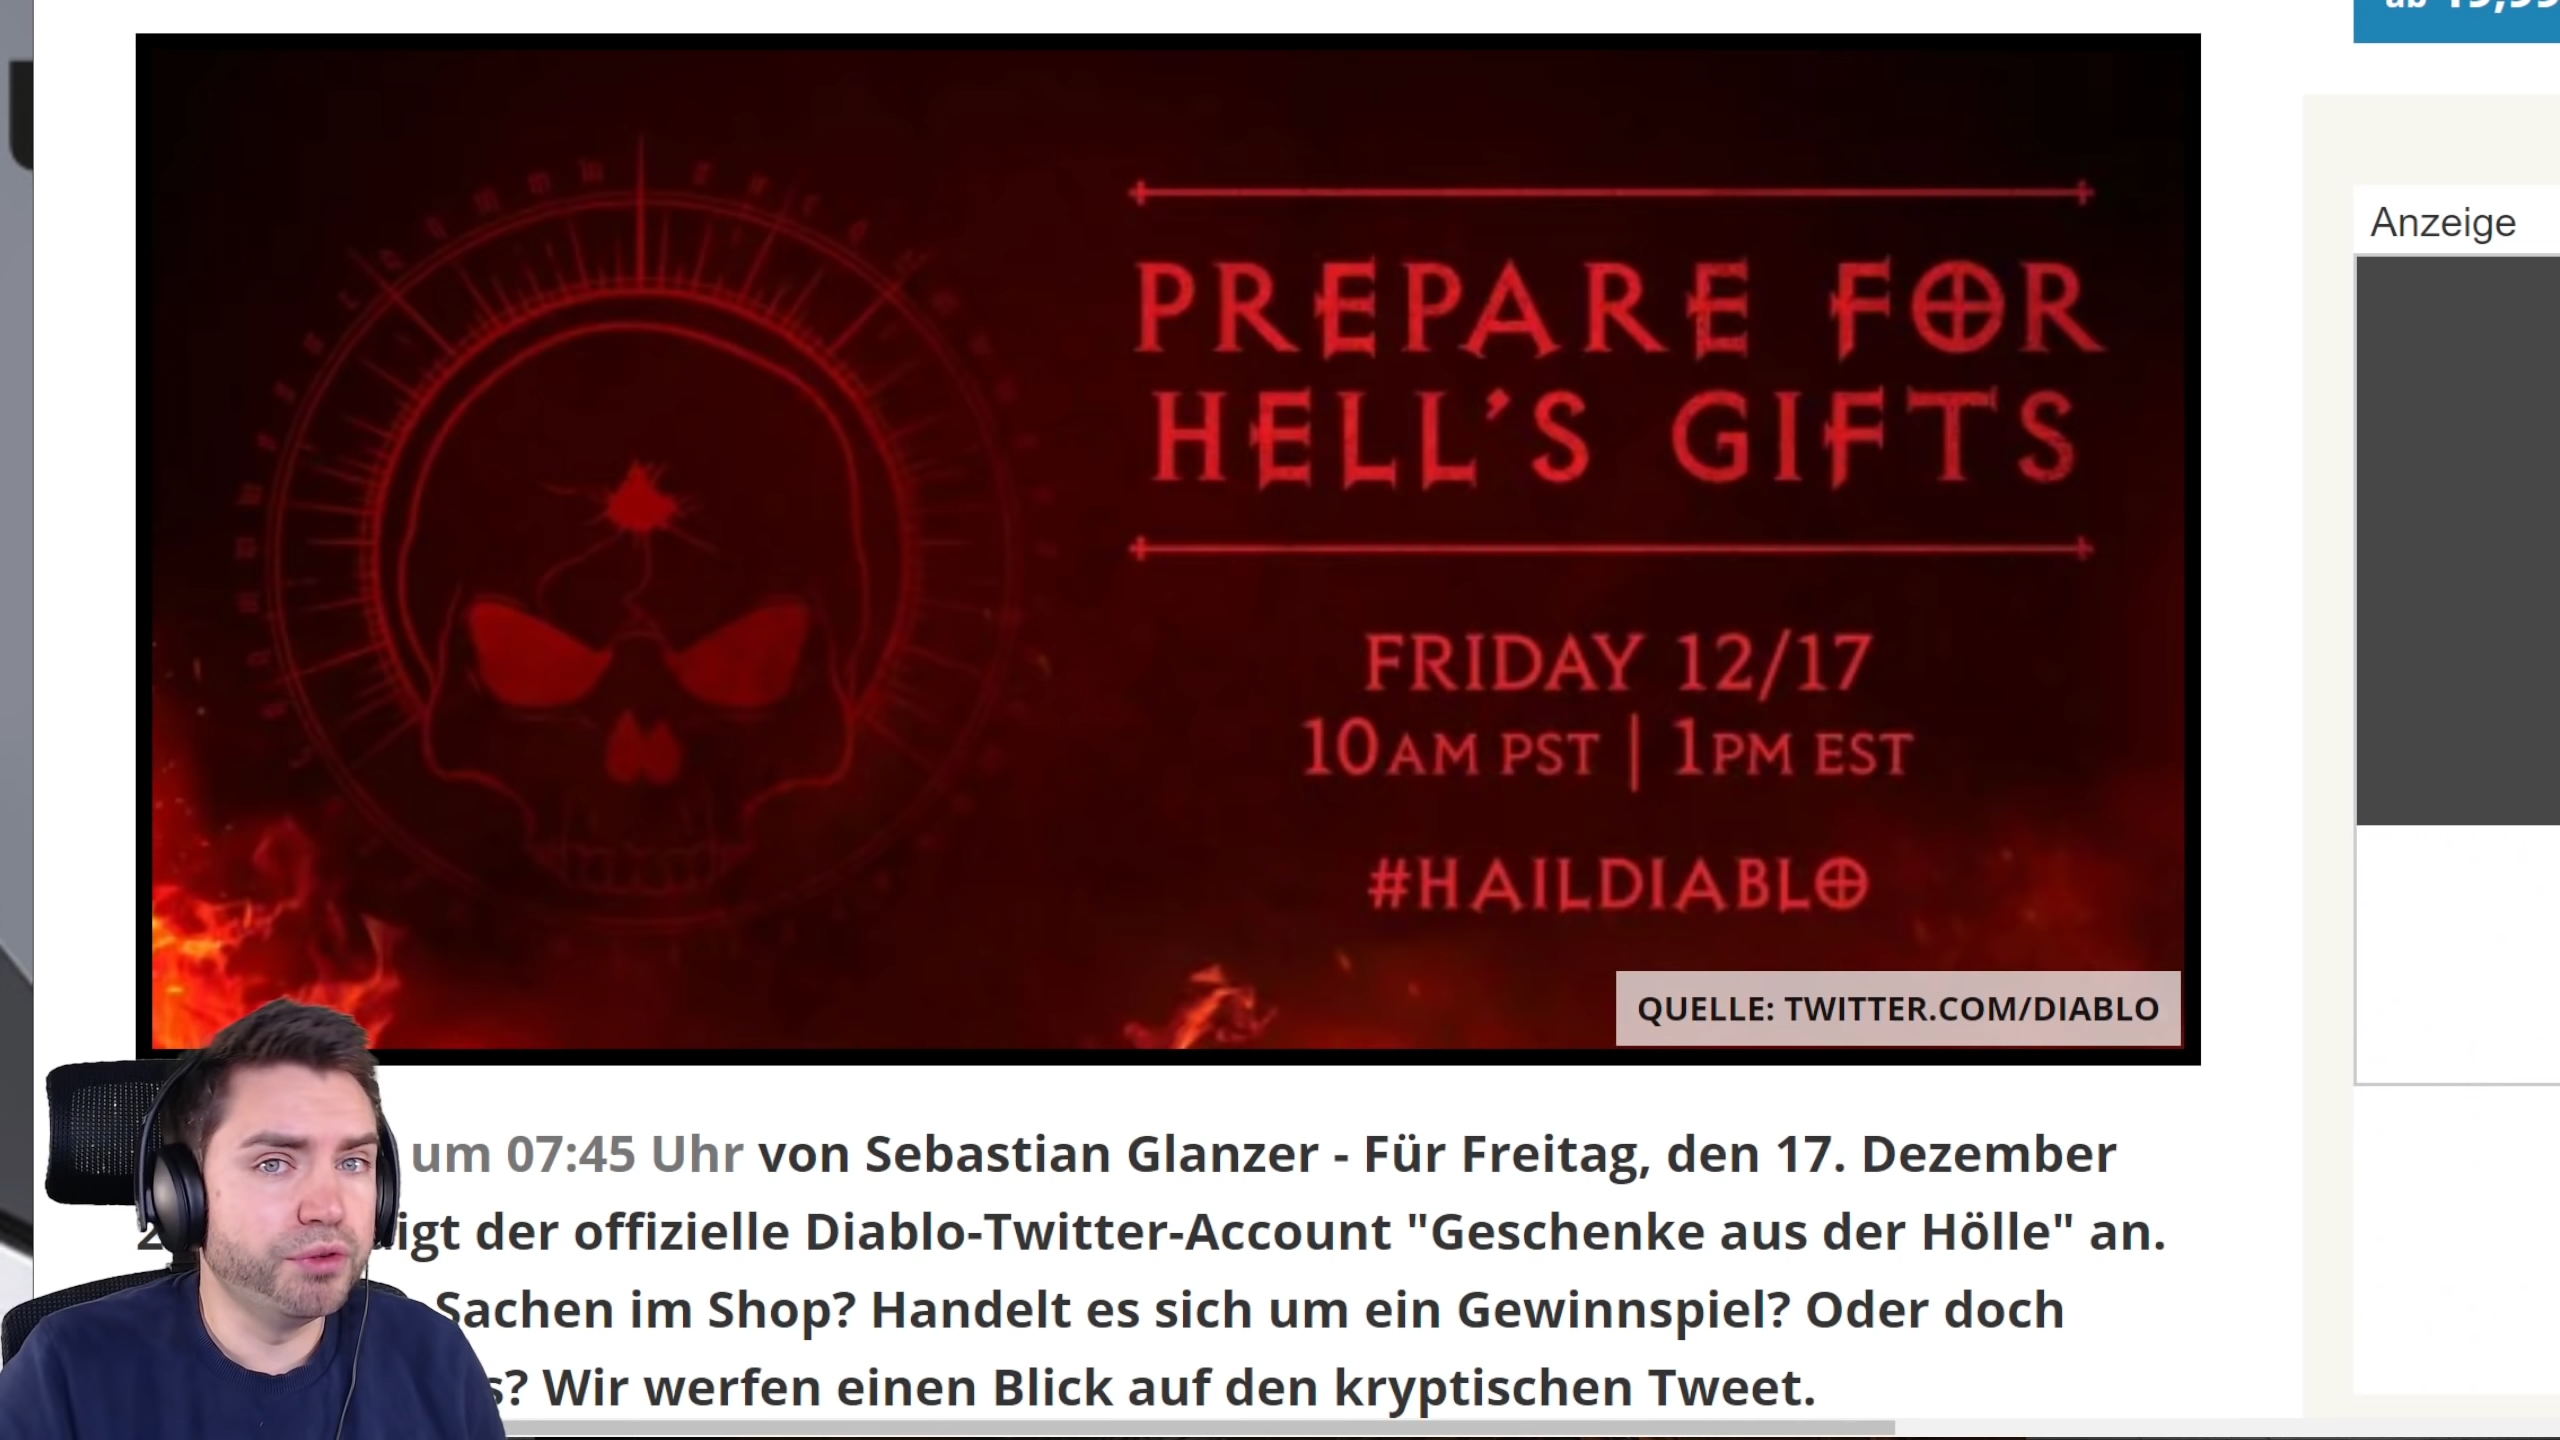 ab 19,99
Anzeige
PREPARE FOR
HELL'S GIFTS
FRIDAY 12/17
10AM PST | 1PM EST
#HAILDIABLO
QUELLE: TWITTER.COM/DIABLO
um 07:45 Uhr von Sebastian Glanzer - Für Freitag, den 17. Dezember
der offizielle Diablo-Twitter-Account "Geschenke aus der Hölle" an.
Sachen im Shop? Handelt es sich um ein Gewinnspiel? Oder doch
Wir werfen einen Blick auf den kryptischen Tweet.